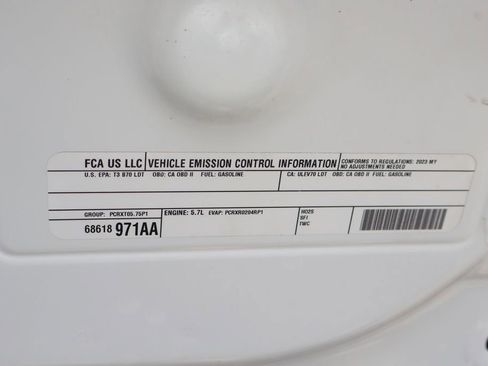 FCA US LLC VEHICLE EMISSION CONTROL INFORMATION CONFORMS TO REGULATIONS: 2023 MY
NO ADJUSTMENTS NEEDED
U.S. EPA: T3 B70 LDT OBD: CA OBD II FUEL: GASOLINE CA: ULEV70 LDT OBD: CA OBD II FUEL: GASOLINE
GROUP: PCRXT05.75P1 ENGINE: 5.7L EVAP: PCRXR0204RP1 HO2S
SFI
68618 971AA TWC